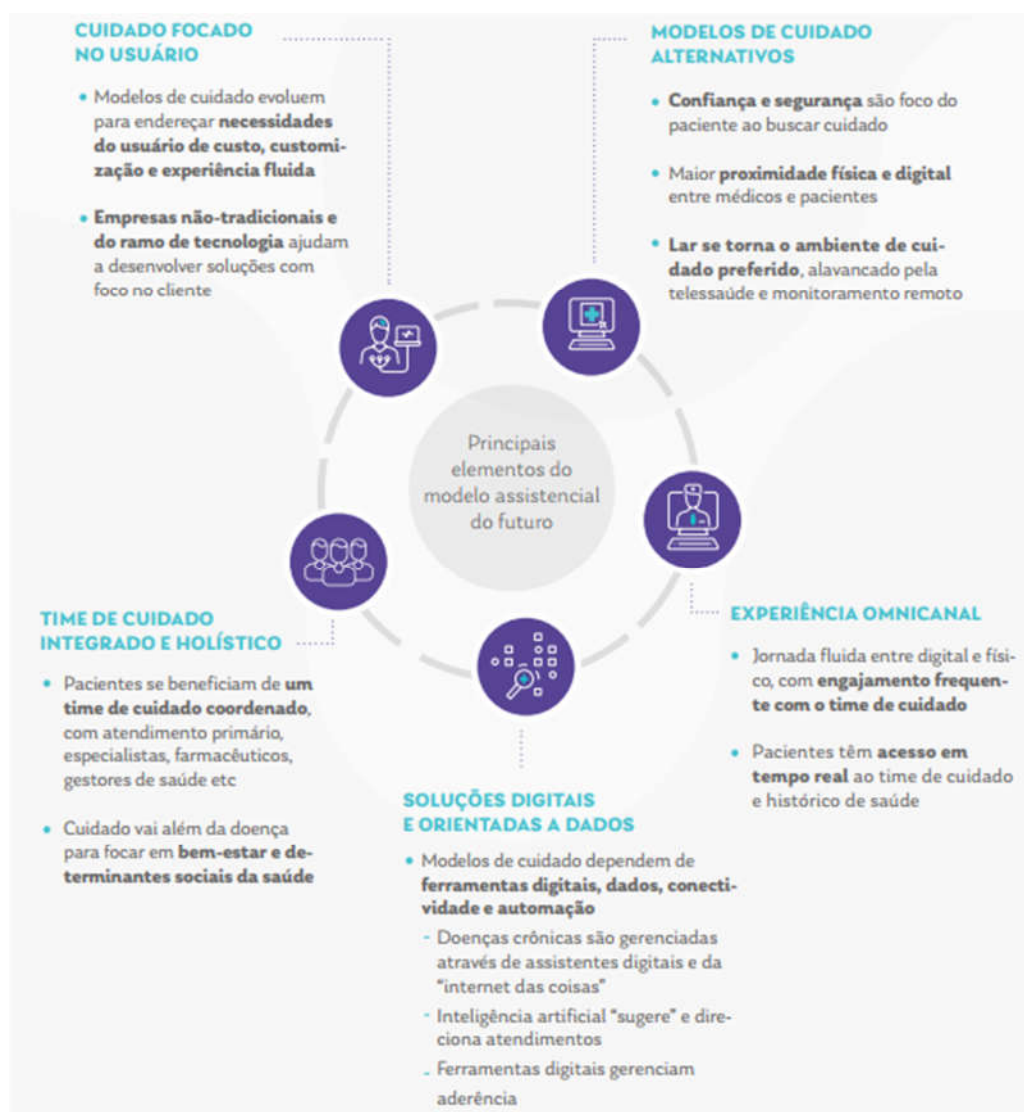 CUIDADO FOCADO
NO USUÁRIO
• Modelos de cuidado evoluem
para endereçar necessidades
do usuário de custo, customi-
zação e experiência fluida
• Empresas não-tradicionais e
do ramo de tecnologia ajudam
a desenvolver soluções com
foco no cliente
MODELOS DE CUIDADO
ALTERNATIVOS
• Confiança e segurança são foco do
paciente ao buscar cuidado
• Maior proximidade física e digital
entre médicos e pacientes
• Lar se torna o ambiente de cui-
dado preferido, alavancado pela
telessaúde e monitoramento remoto
Principais
elementos do
modelo assistencial
do futuro
TIME DE CUIDADO
INTEGRADO E HOLÍSTICO
• Pacientes se beneficiam de um
time de cuidado coordenado,
com atendimento primário,
especialistas, farmacêuticos,
gestores de saúde etc
• Cuidado vai além da doença
para focar em bem-estar e de-
terminantes sociais da saúde
EXPERIÊNCIA OMNICANAL
• Jornada fluida entre digital e físi-
co, com engajamento frequen-
te com o time de cuidado
• Pacientes têm acesso em
tempo real ao time de cuidado
e histórico de saúde
SOLUÇÕES DIGITAIS
E ORIENTADAS A DADOS
• Modelos de cuidado dependem de
ferramentas digitais, dados, conecti-
vidade e automação
- Doenças crônicas são gerenciadas
através de assistentes digitais e da
"internet das coisas"
- Inteligência artificial "sugere" e dire-
ciona atendimentos
- Ferramentas digitais gerenciam
aderência